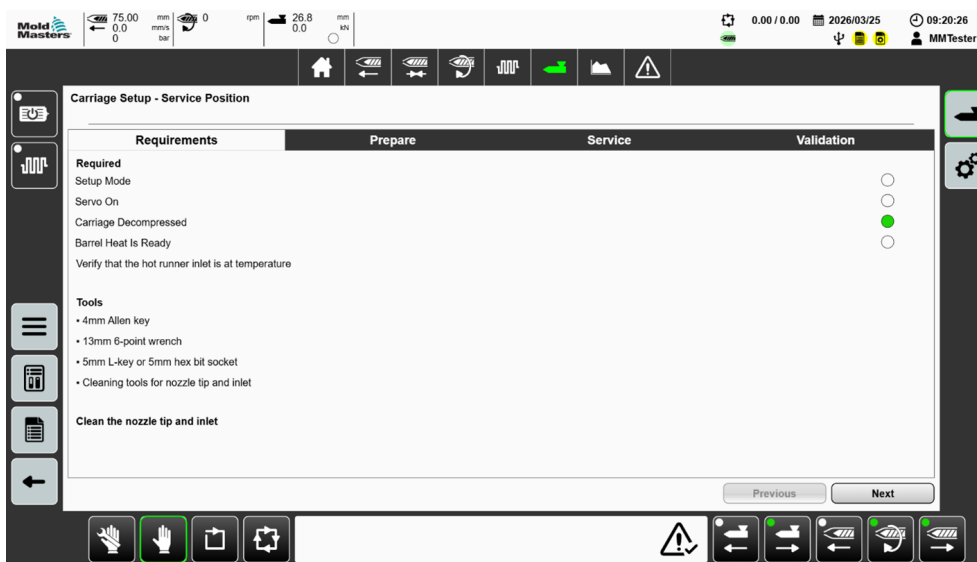 Mold
Masters
75.00 mm
0.0 mm/s
0 bar
0 rpm
26.8 mm
0.0 kN
0.00 / 0.00
2026/03/25
09:20:26
MMTester
Carriage Setup - Service Position
Requirements Prepare Service Validation
Required
Setup Mode
Servo On
Carriage Decompressed
Barrel Heat Is Ready
Verify that the hot runner inlet is at temperature
Tools
• 4mm Allen key
• 13mm 6-point wrench
• 5mm L-key or 5mm hex bit socket
• Cleaning tools for nozzle tip and inlet
Clean the nozzle tip and inlet
Previous Next